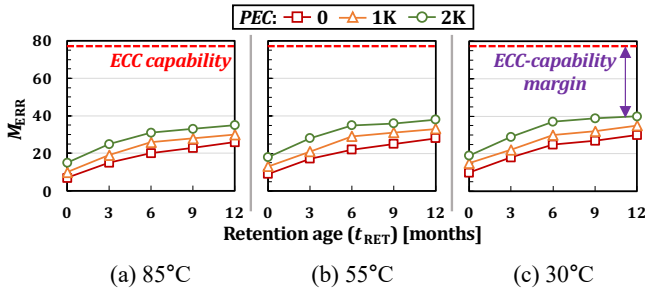 PEC: 0 1K 2K
80
60
40
20
0
M_ERR
ECC capability
ECC-capability
margin
0 3 6 9 12 0 3 6 9 12 0 3 6 9 12
Retention age (t_RET) [months]
(a) 85°C (b) 55°C (c) 30°C